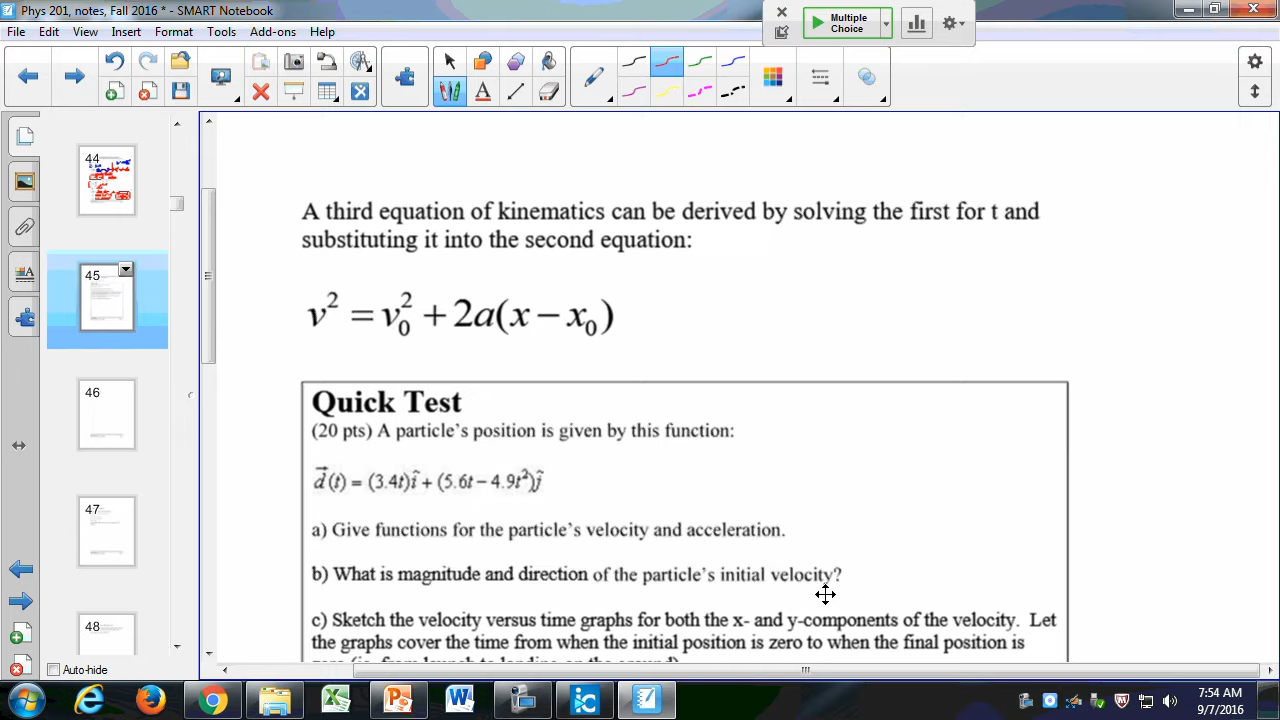 Phys 201, notes, Fall 2016 * - SMART Notebook
Multiple
Choice
File Edit View Insert Format Tools Add-ons Help
44
45
46
47
48
A third equation of kinematics can be derived by solving the first for t and
substituting it into the second equation:
v² = v₀² + 2a(x − x₀)
Quick Test
(20 pts) A particle's position is given by this function:
d⃗(t) = (3.4t)î + (5.6t − 4.9t²)ĵ
a) Give functions for the particle's velocity and acceleration.
b) What is magnitude and direction of the particle's initial velocity?
c) Sketch the velocity versus time graphs for both the x- and y-components of the velocity. Let
the graphs cover the time from when the initial position is zero to when the final position is
Auto-hide
7:54 AM
9/7/2016